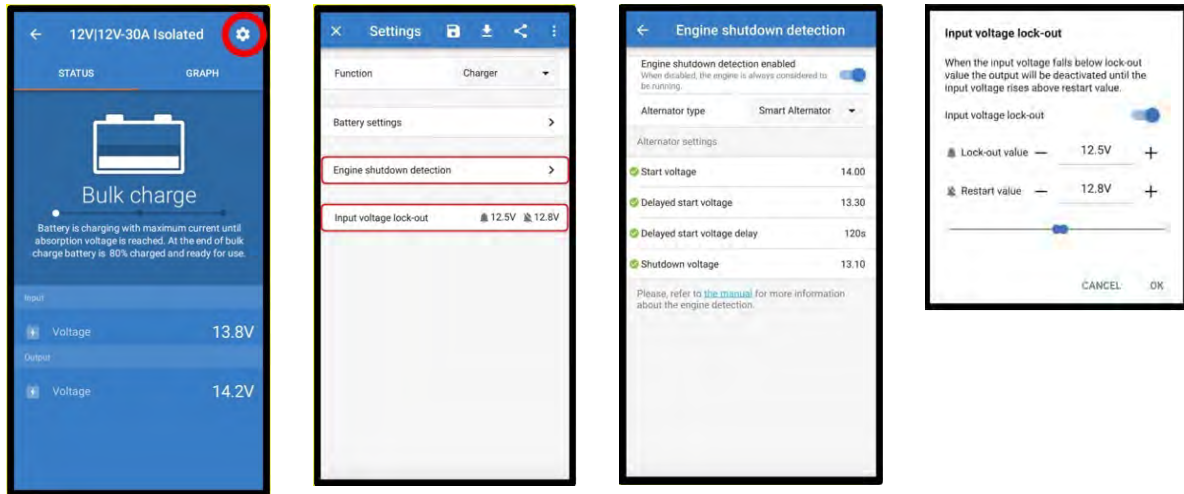 12V|12V-30A Isolated
STATUS
GRAPH
Bulk charge
Battery is charging with maximum current until
absorption voltage is reached. At the end of bulk
charge battery is 80% charged and ready for use.
Input
Voltage 13.8V
Output
Voltage 14.2V
Settings
Function Charger
Battery settings
Engine shutdown detection
Input voltage lock-out 12.5V 12.8V
Engine shutdown detection
Engine shutdown detection enabled
When disabled, the engine is always considered to
be running.
Alternator type Smart Alternator
Alternator settings
Start voltage 14.00
Delayed start voltage 13.30
Delayed start voltage delay 120s
Shutdown voltage 13.10
Please, refer to the manual for more information
about the engine detection.
Input voltage lock-out
When the input voltage falls below lock-out
value the output will be deactivated until the
input voltage rises above restart value.
Input voltage lock-out
Lock-out value — 12.5V +
Restart value — 12.8V +
CANCEL OK